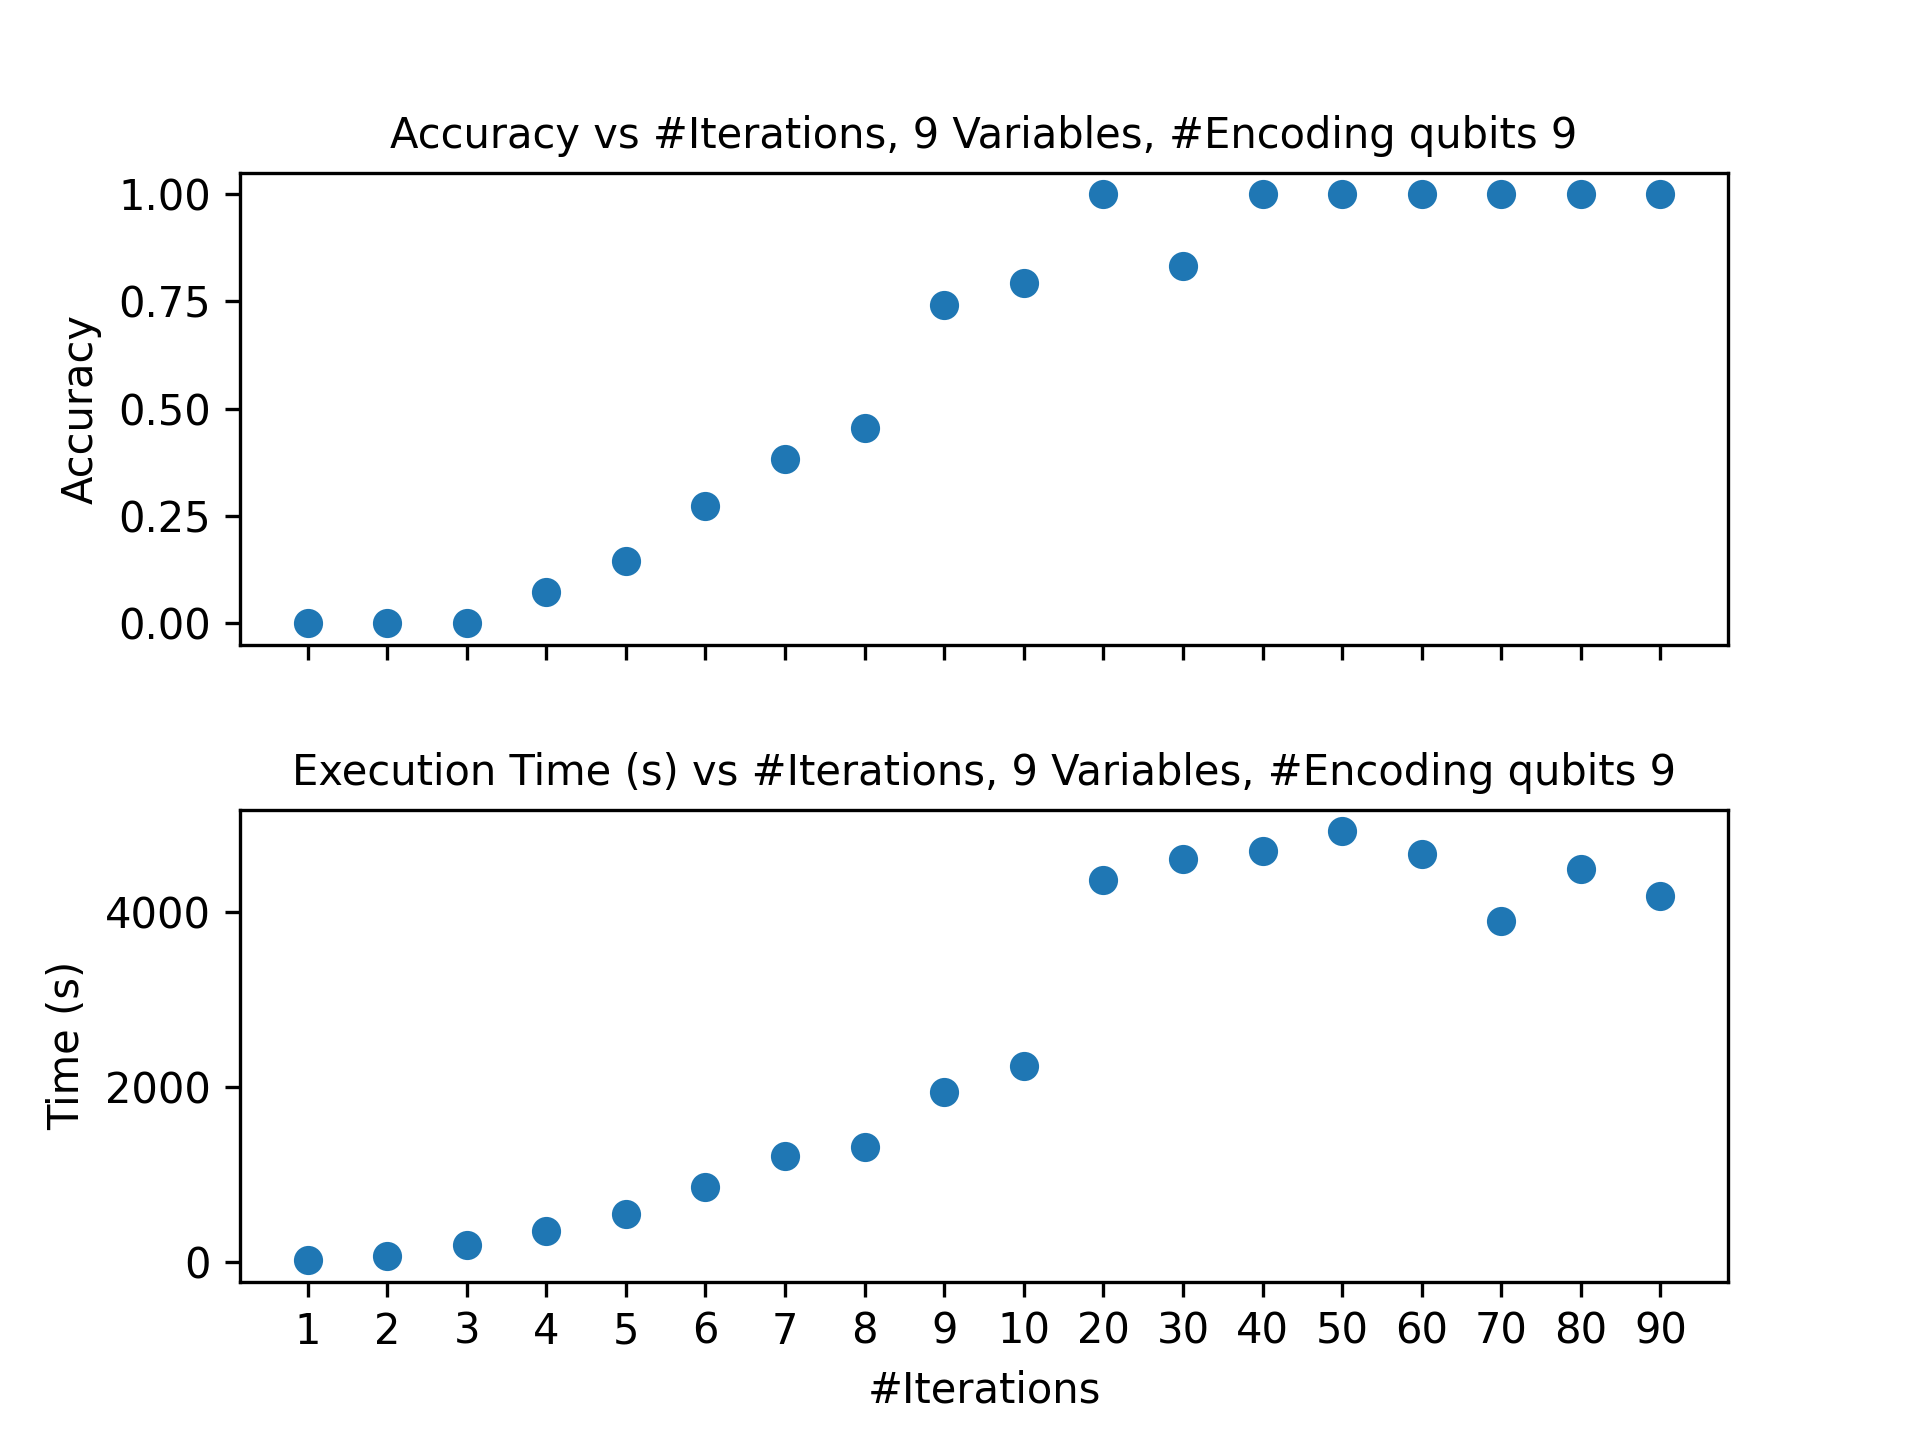 Accuracy vs #Iterations, 9 Variables, #Encoding qubits 9
1.00
0.75
0.50
0.25
0.00
Accuracy
Execution Time (s) vs #Iterations, 9 Variables, #Encoding qubits 9
4000
2000
0
Time (s)
1 2 3 4 5 6 7 8 9 10 20 30 40 50 60 70 80 90
#Iterations